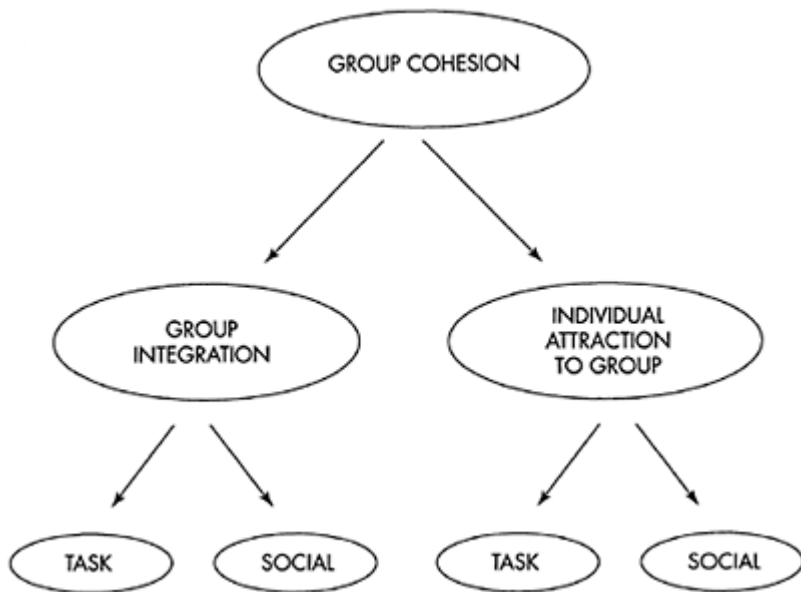 GROUP COHESION
GROUP
INTEGRATION
INDIVIDUAL
ATTRACTION
TO GROUP
TASK
SOCIAL
TASK
SOCIAL